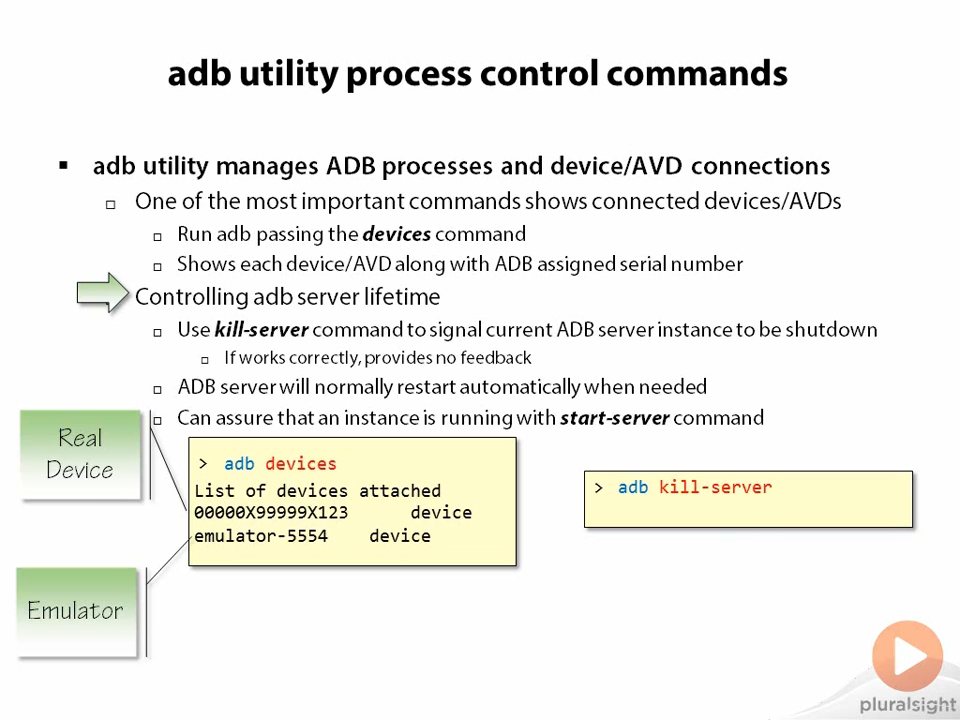 adb utility process control commands
▪ adb utility manages ADB processes and device/AVD connections
□ One of the most important commands shows connected devices/AVDs
□ Run adb passing the devices command
□ Shows each device/AVD along with ADB assigned serial number
Controlling adb server lifetime
□ Use kill-server command to signal current ADB server instance to be shutdown
□ If works correctly, provides no feedback
□ ADB server will normally restart automatically when needed
□ Can assure that an instance is running with start-server command
Real
Device
> adb devices
List of devices attached
00000X99999X123 device
emulator-5554 device
> adb kill-server
Emulator
pluralsight